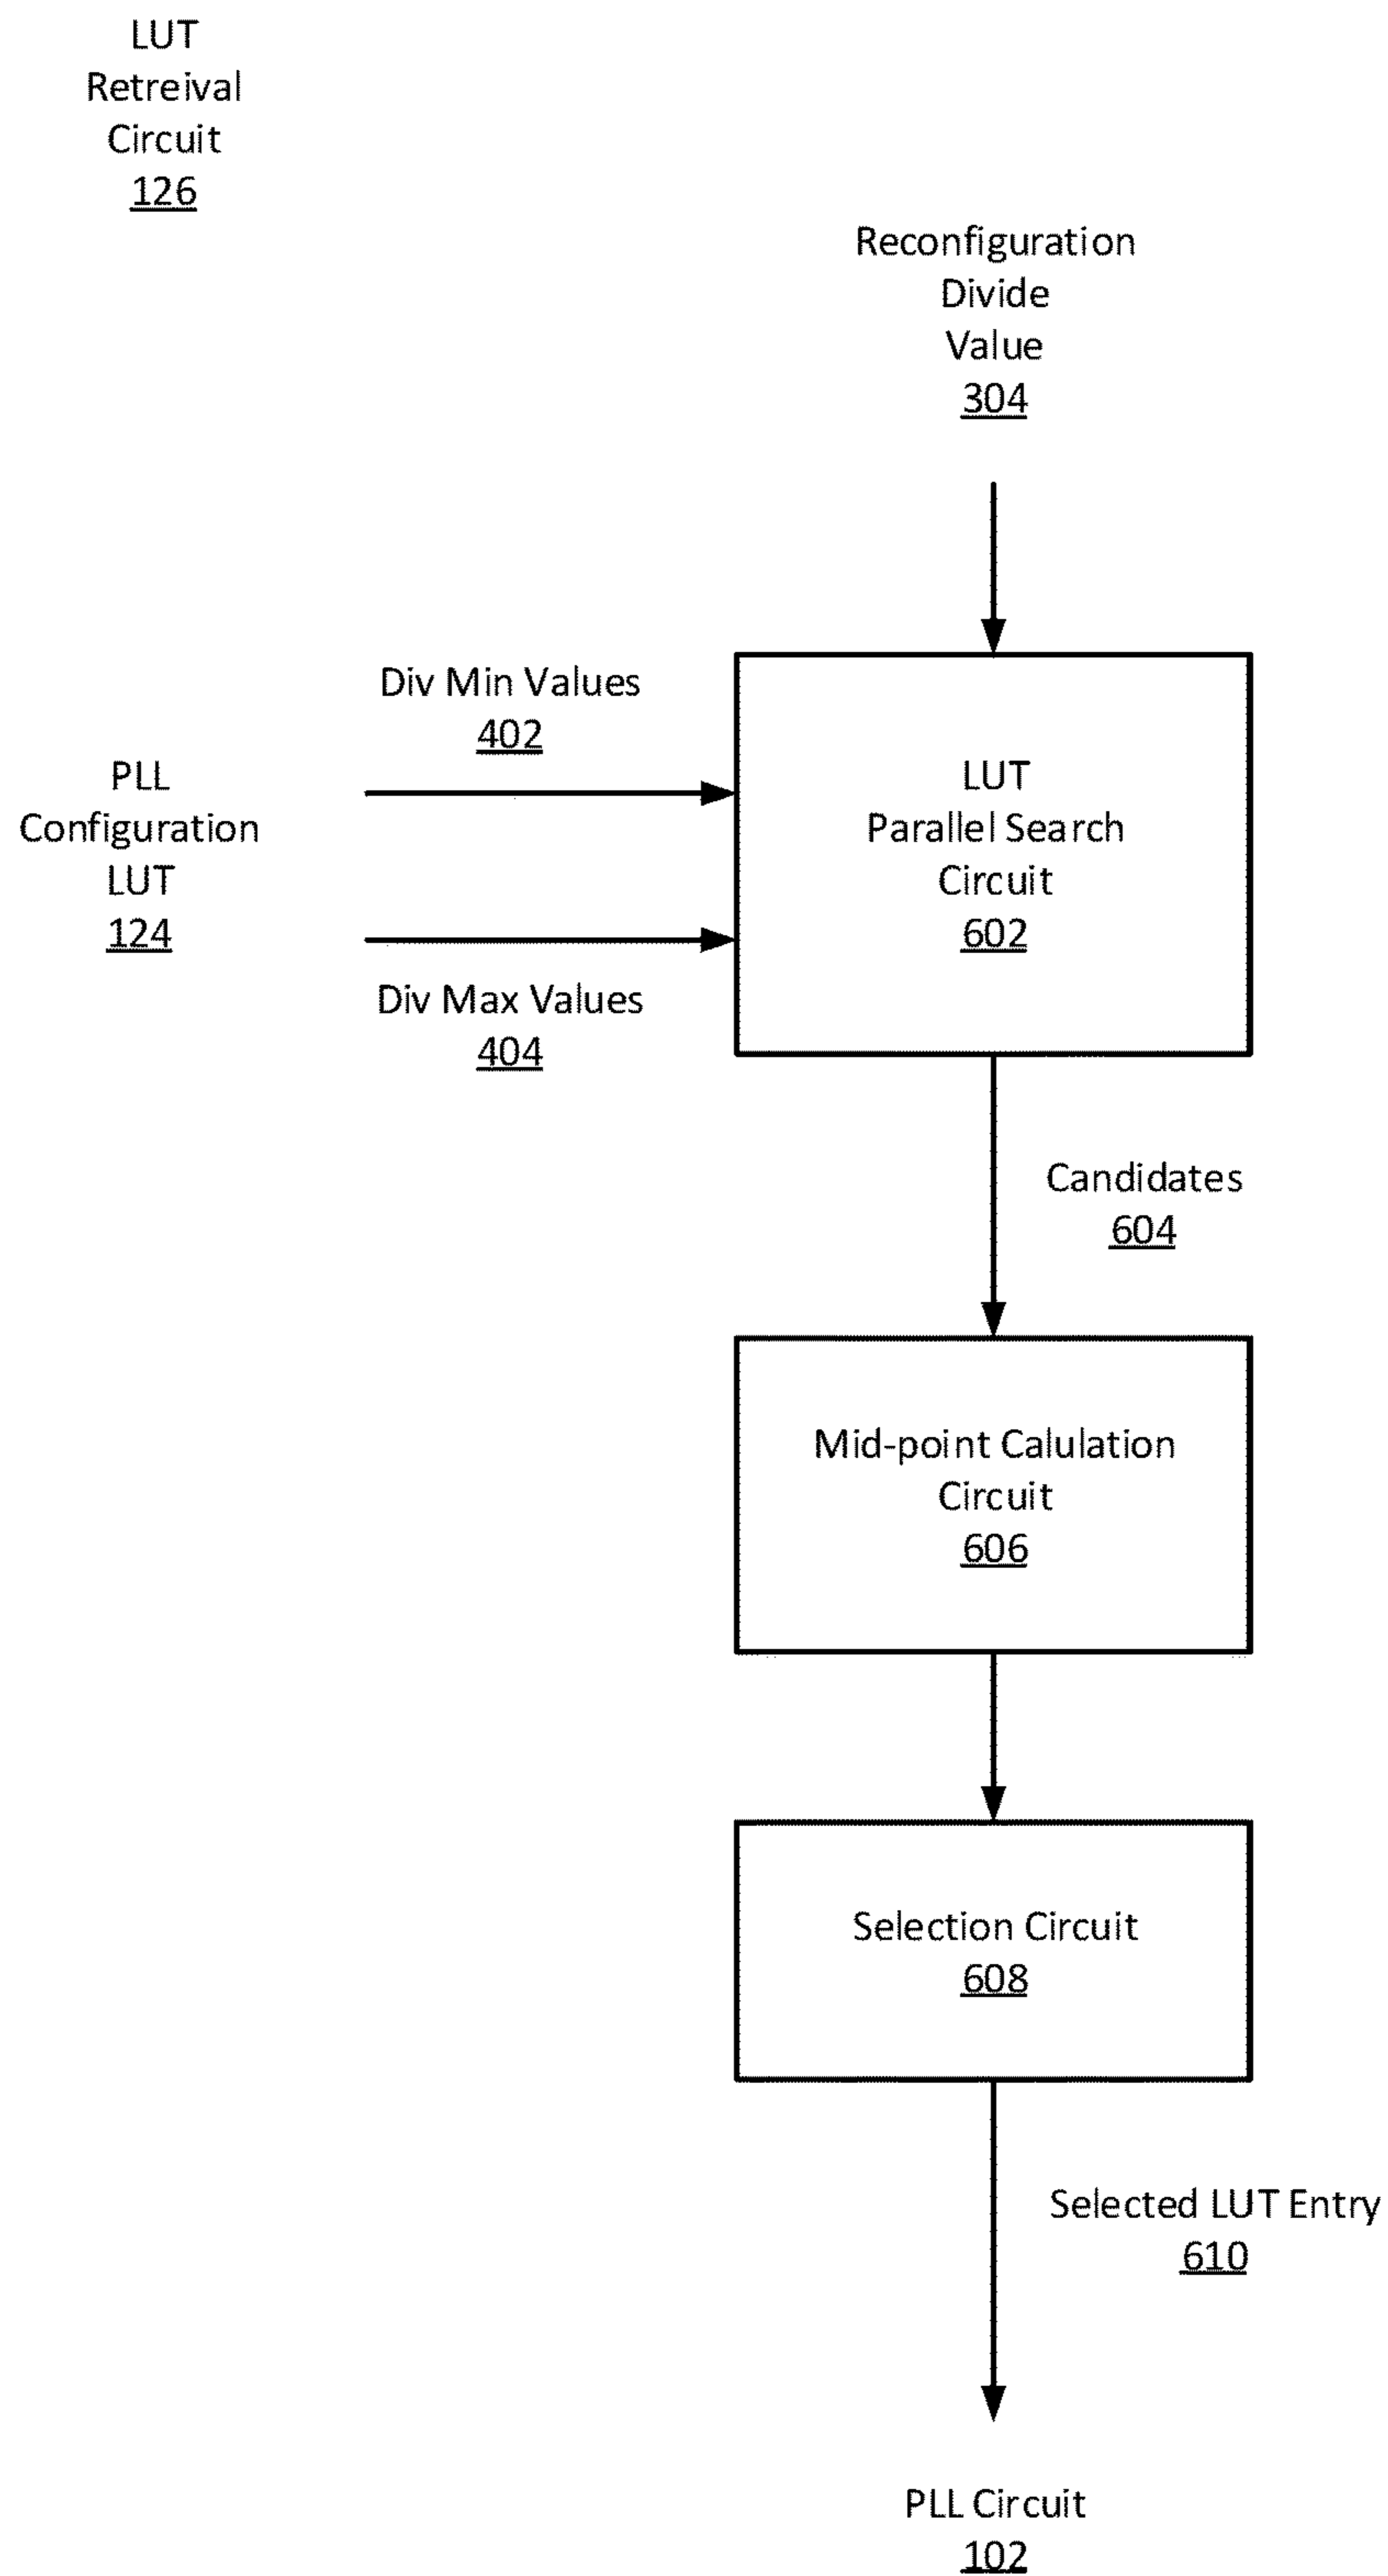 LUT
Retreival
Circuit
126
Reconfiguration
Divide
Value
304
Div Min Values
402
PLL
Configuration
LUT
124
Div Max Values
404
LUT
Parallel Search
Circuit
602
Candidates
604
Mid-point Calulation
Circuit
606
Selection Circuit
608
Selected LUT Entry
610
PLL Circuit
102